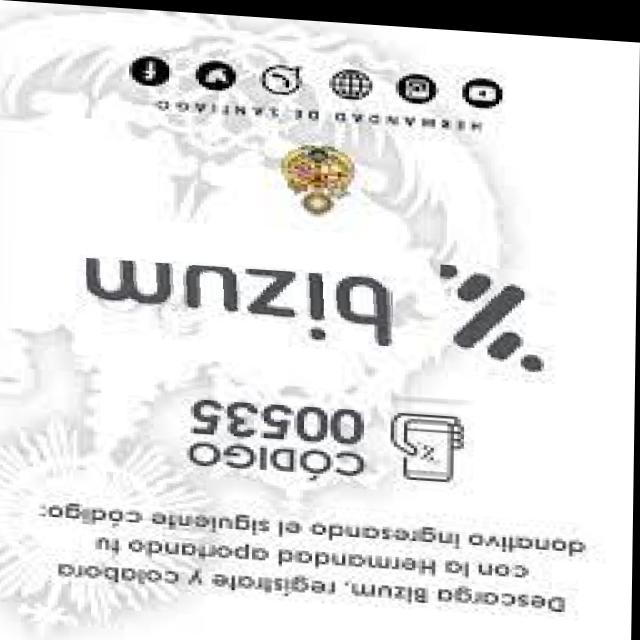 Descarga Bizum, regístrate y colabora
con la Hermandad aportando tu
donativo ingresando el siguiente código:
CÓDIGO
00535
bizum
HERMANDAD DE SANTIAGO